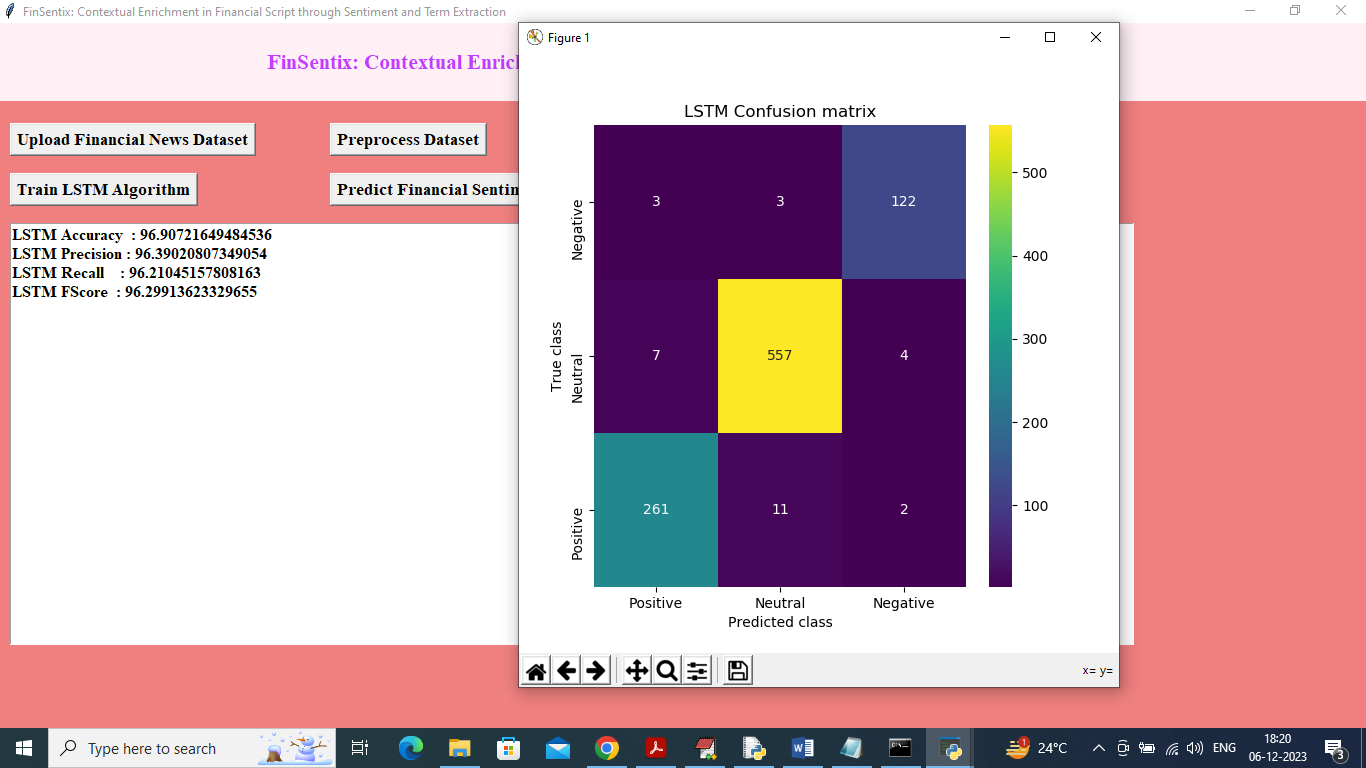 FinSentix: Contextual Enrichment in Financial Script through Sentiment and Term Extraction
FinSentix: Contextual Enrich
Upload Financial News Dataset
Preprocess Dataset
Train LSTM Algorithm
Predict Financial Sentim
LSTM Accuracy : 96.90721649484536
LSTM Precision : 96.39020807349054
LSTM Recall : 96.21045157808163
LSTM FScore : 96.29913623329655
Figure 1
LSTM Confusion matrix
True class
Negative
3 3 122
Neutral
7 557 4
Positive
261 11 2
Positive Neutral Negative
Predicted class
500
400
300
200
100
x= y=
Type here to search
1
24°C
ENG
18:20
06-12-2023
3